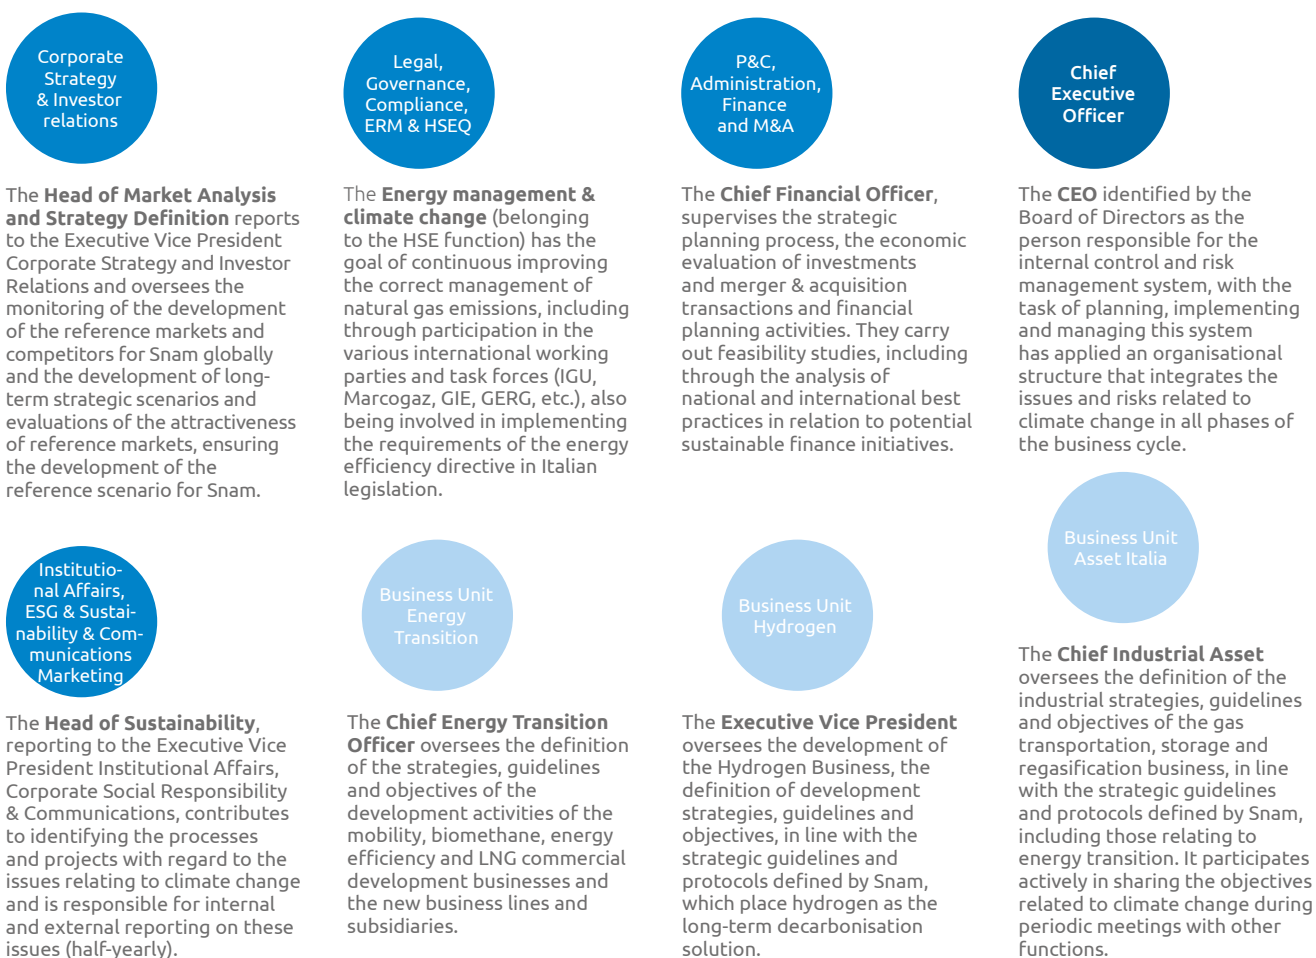 Corporate
Strategy
& Investor
relations
The Head of Market Analysis
and Strategy Definition reports
to the Executive Vice President
Corporate Strategy and Investor
Relations and oversees the
monitoring of the development
of the reference markets and
competitors for Snam globally
and the development of long-
term strategic scenarios and
evaluations of the attractiveness
of reference markets, ensuring
the development of the
reference scenario for Snam.
Legal,
Governance,
Compliance,
ERM & HSEQ
The Energy management &
climate change (belonging
to the HSE function) has the
goal of continuous improving
the correct management of
natural gas emissions, including
through participation in the
various international working
parties and task forces (IGU,
Marcogaz, GIE, GERG, etc.), also
being involved in implementing
the requirements of the energy
efficiency directive in Italian
legislation.
P&C,
Administration,
Finance
and M&A
The Chief Financial Officer,
supervises the strategic
planning process, the economic
evaluation of investments
and merger & acquisition
transactions and financial
planning activities. They carry
out feasibility studies, including
through the analysis of
national and international best
practices in relation to potential
sustainable finance initiatives.
Chief
Executive
Officer
The CEO identified by the
Board of Directors as the
person responsible for the
internal control and risk
management system, with the
task of planning, implementing
and managing this system
has applied an organisational
structure that integrates the
issues and risks related to
climate change in all phases of
the business cycle.
Institutio-
nal Affairs,
ESG & Sustai-
nability & Com-
munications
Marketing
The Head of Sustainability,
reporting to the Executive Vice
President Institutional Affairs,
Corporate Social Responsibility
& Communications, contributes
to identifying the processes
and projects with regard to the
issues relating to climate change
and is responsible for internal
and external reporting on these
issues (half-yearly).
Business Unit
Energy
Transition
The Chief Energy Transition
Officer oversees the definition
of the strategies, guidelines
and objectives of the
development activities of the
mobility, biomethane, energy
efficiency and LNG commercial
development businesses and
the new business lines and
subsidiaries.
Business Unit
Hydrogen
The Executive Vice President
oversees the development of
the Hydrogen Business, the
definition of development
strategies, guidelines and
objectives, in line with the
strategic guidelines and
protocols defined by Snam,
which place hydrogen as the
long-term decarbonisation
solution.
Business Unit
Asset Italia
The Chief Industrial Asset
oversees the definition of the
industrial strategies, guidelines
and objectives of the gas
transportation, storage and
regasification business, in line
with the strategic guidelines
and protocols defined by Snam,
including those relating to
energy transition. It participates
actively in sharing the objectives
related to climate change during
periodic meetings with other
functions.